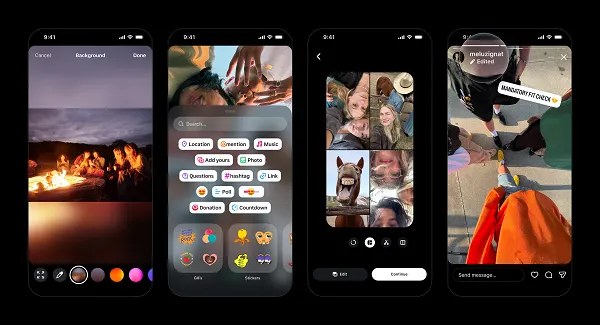 9:41
Cancel Background Done
9:41
Search...
Location @mention Music
Add yours Photo
Questions #hashtag Link
Poll
Donation Countdown
GIFs Stickers
9:41
Edit Continue
9:41
meluzignat
Edited
MANDATORY FIT CHECK
Send message...